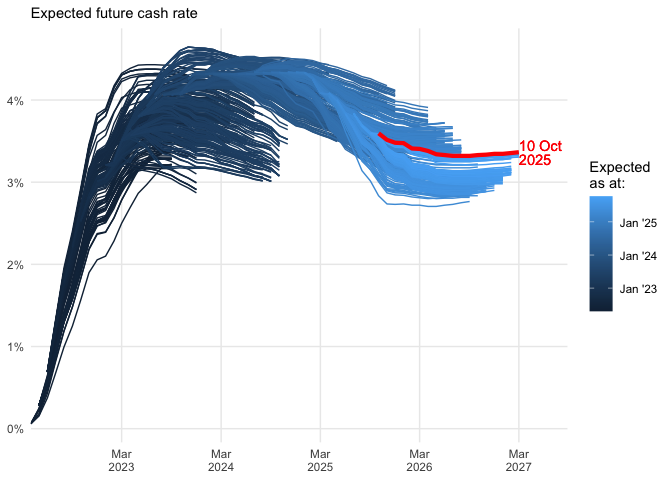 Expected future cash rate
4%
3%
2%
1%
0%
Mar
2023
Mar
2024
Mar
2025
Mar
2026
Mar
2027
10 Oct
2025
Expected
as at:
Jan '25
Jan '24
Jan '23